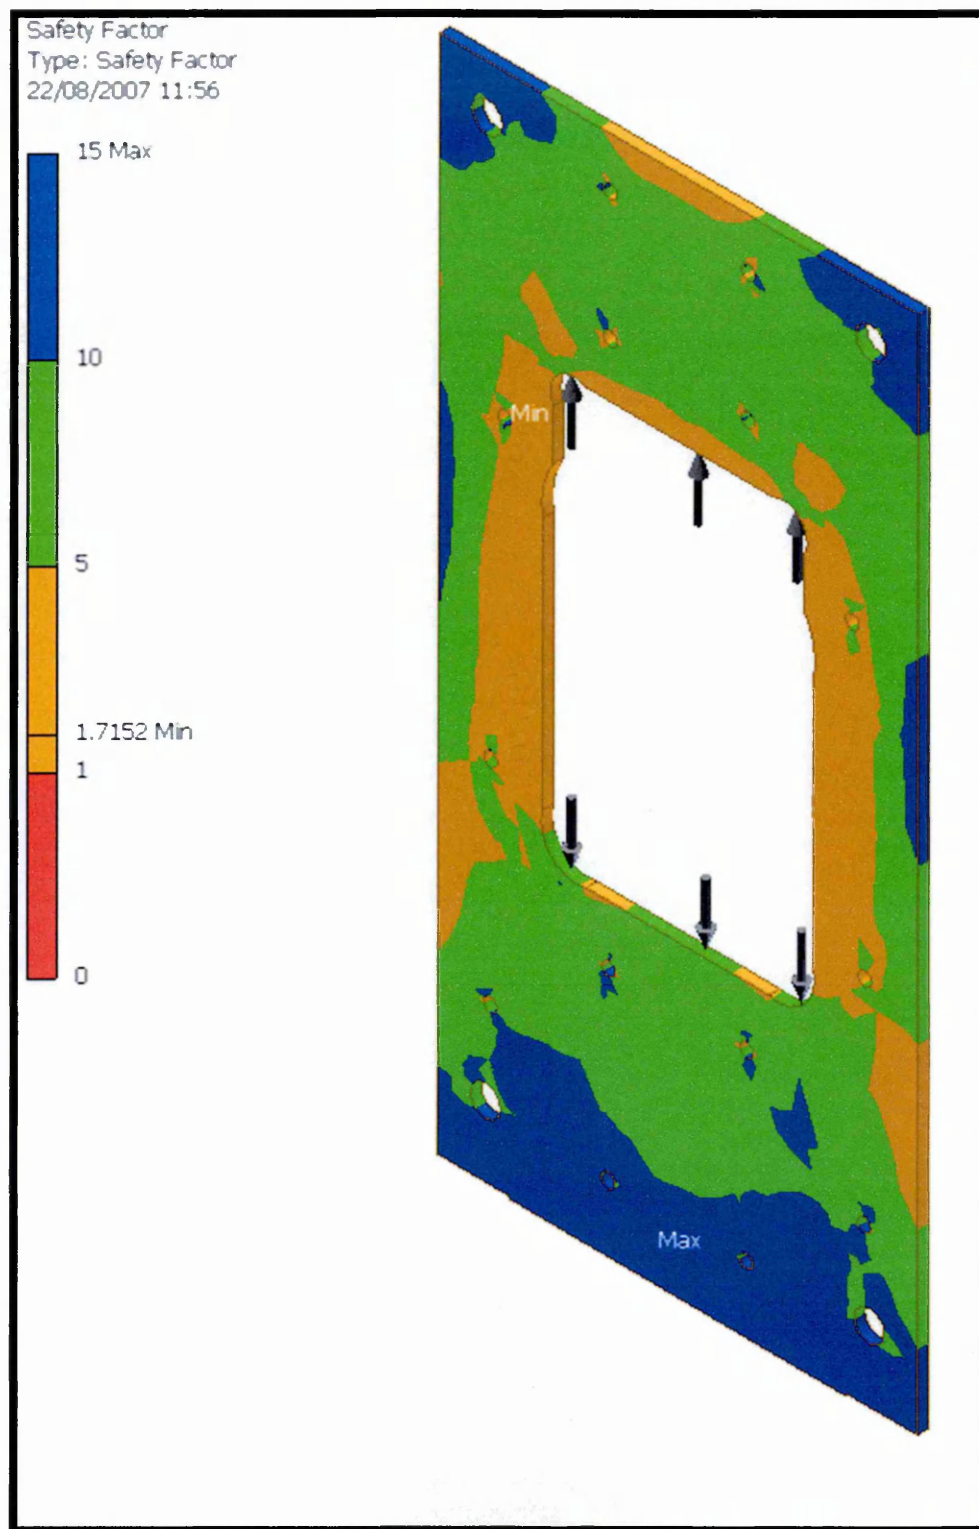 Safety Factor
Type: Safety Factor
22/08/2007 11:56
15 Max
10
5
1.7152 Min
1
0
Min
Max